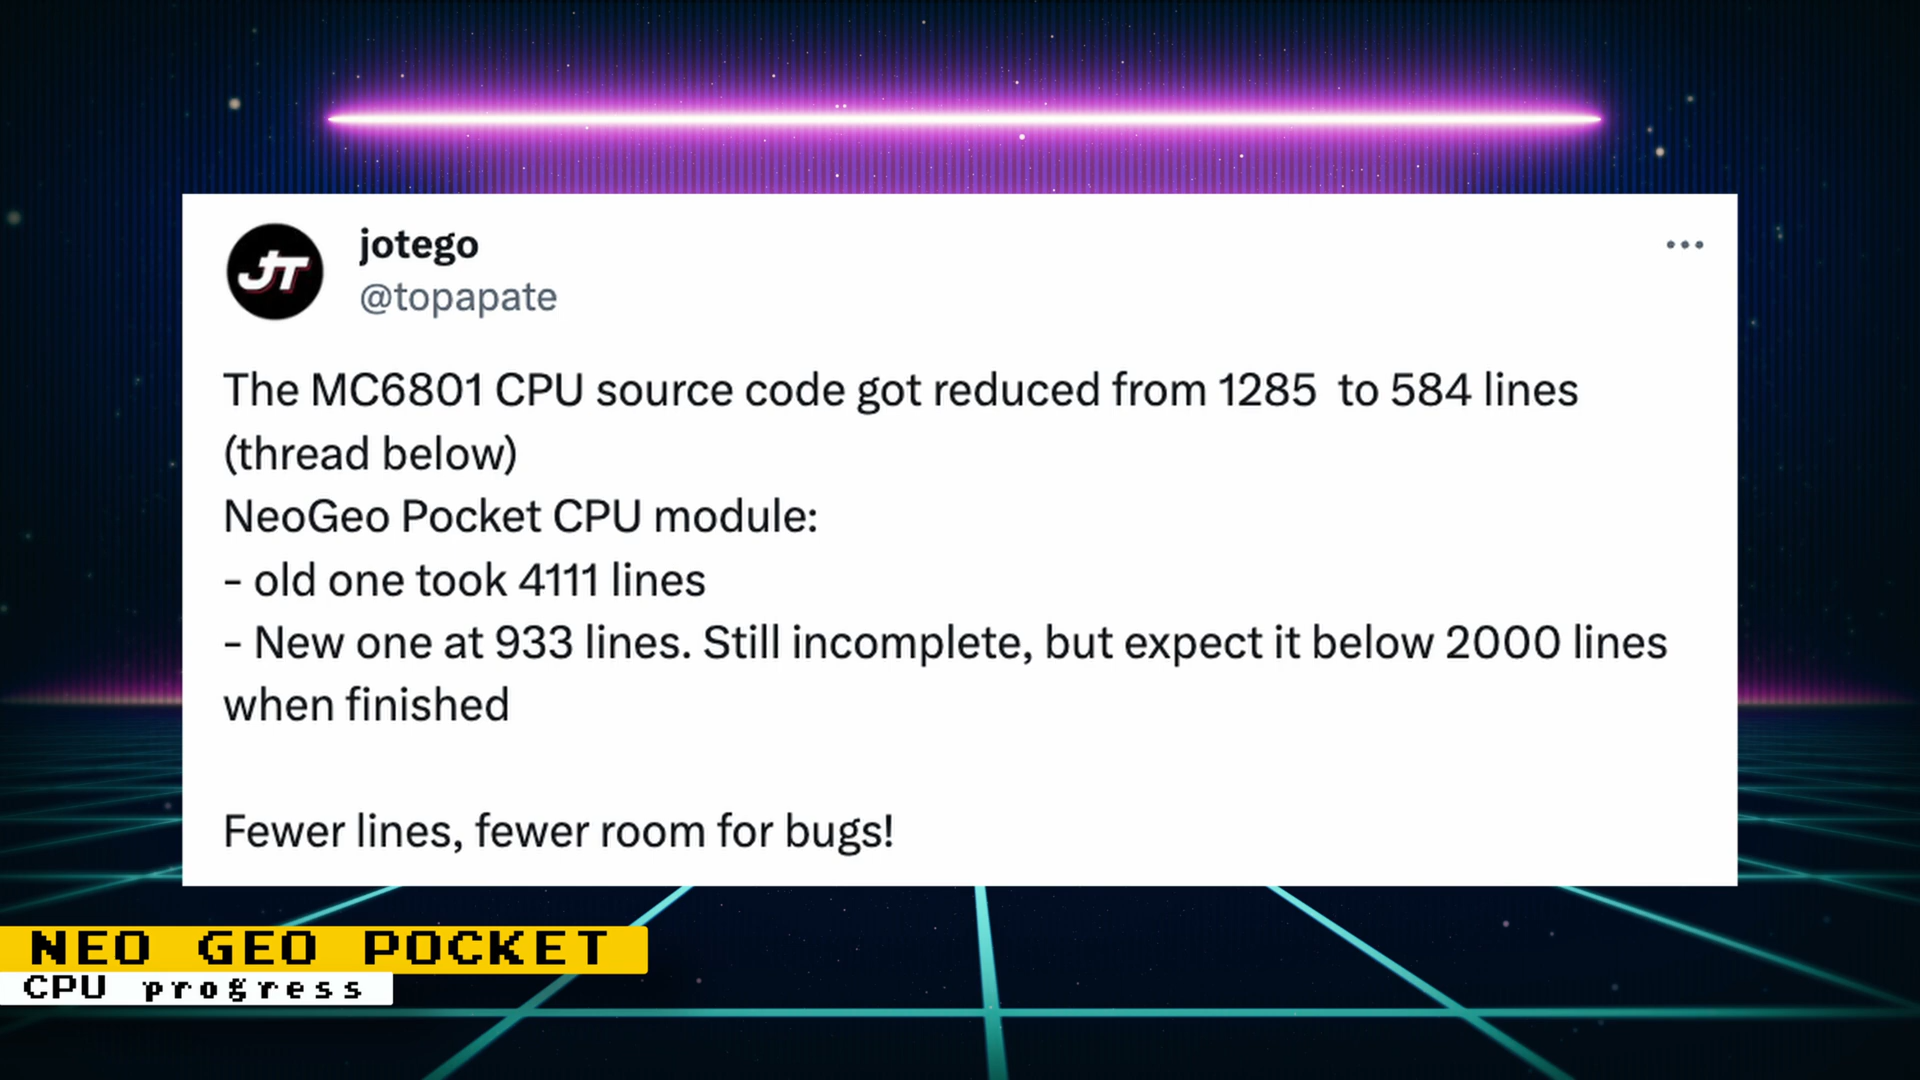 JT
jotego
@topapate
The MC6801 CPU source code got reduced from 1285  to 584 lines
(thread below)
NeoGeo Pocket CPU module:
- old one took 4111 lines
- New one at 933 lines. Still incomplete, but expect it below 2000 lines
when finished
Fewer lines, fewer room for bugs!
NEO GEO POCKET
CPU progress